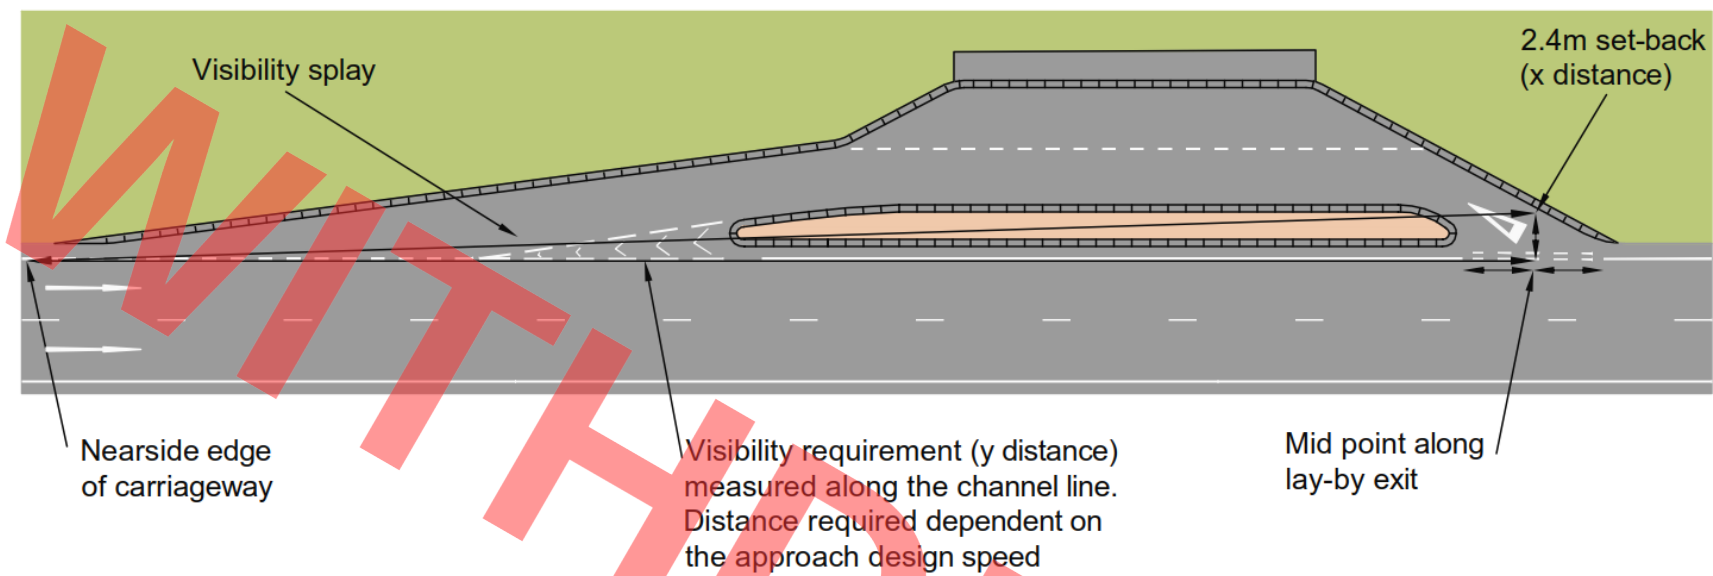 Visibility splay
2.4m set-back
(x distance)
Nearside edge
of carriageway
Visibility requirement (y distance)
measured along the channel line.
Distance required dependent on
the approach design speed
Mid point along
lay-by exit